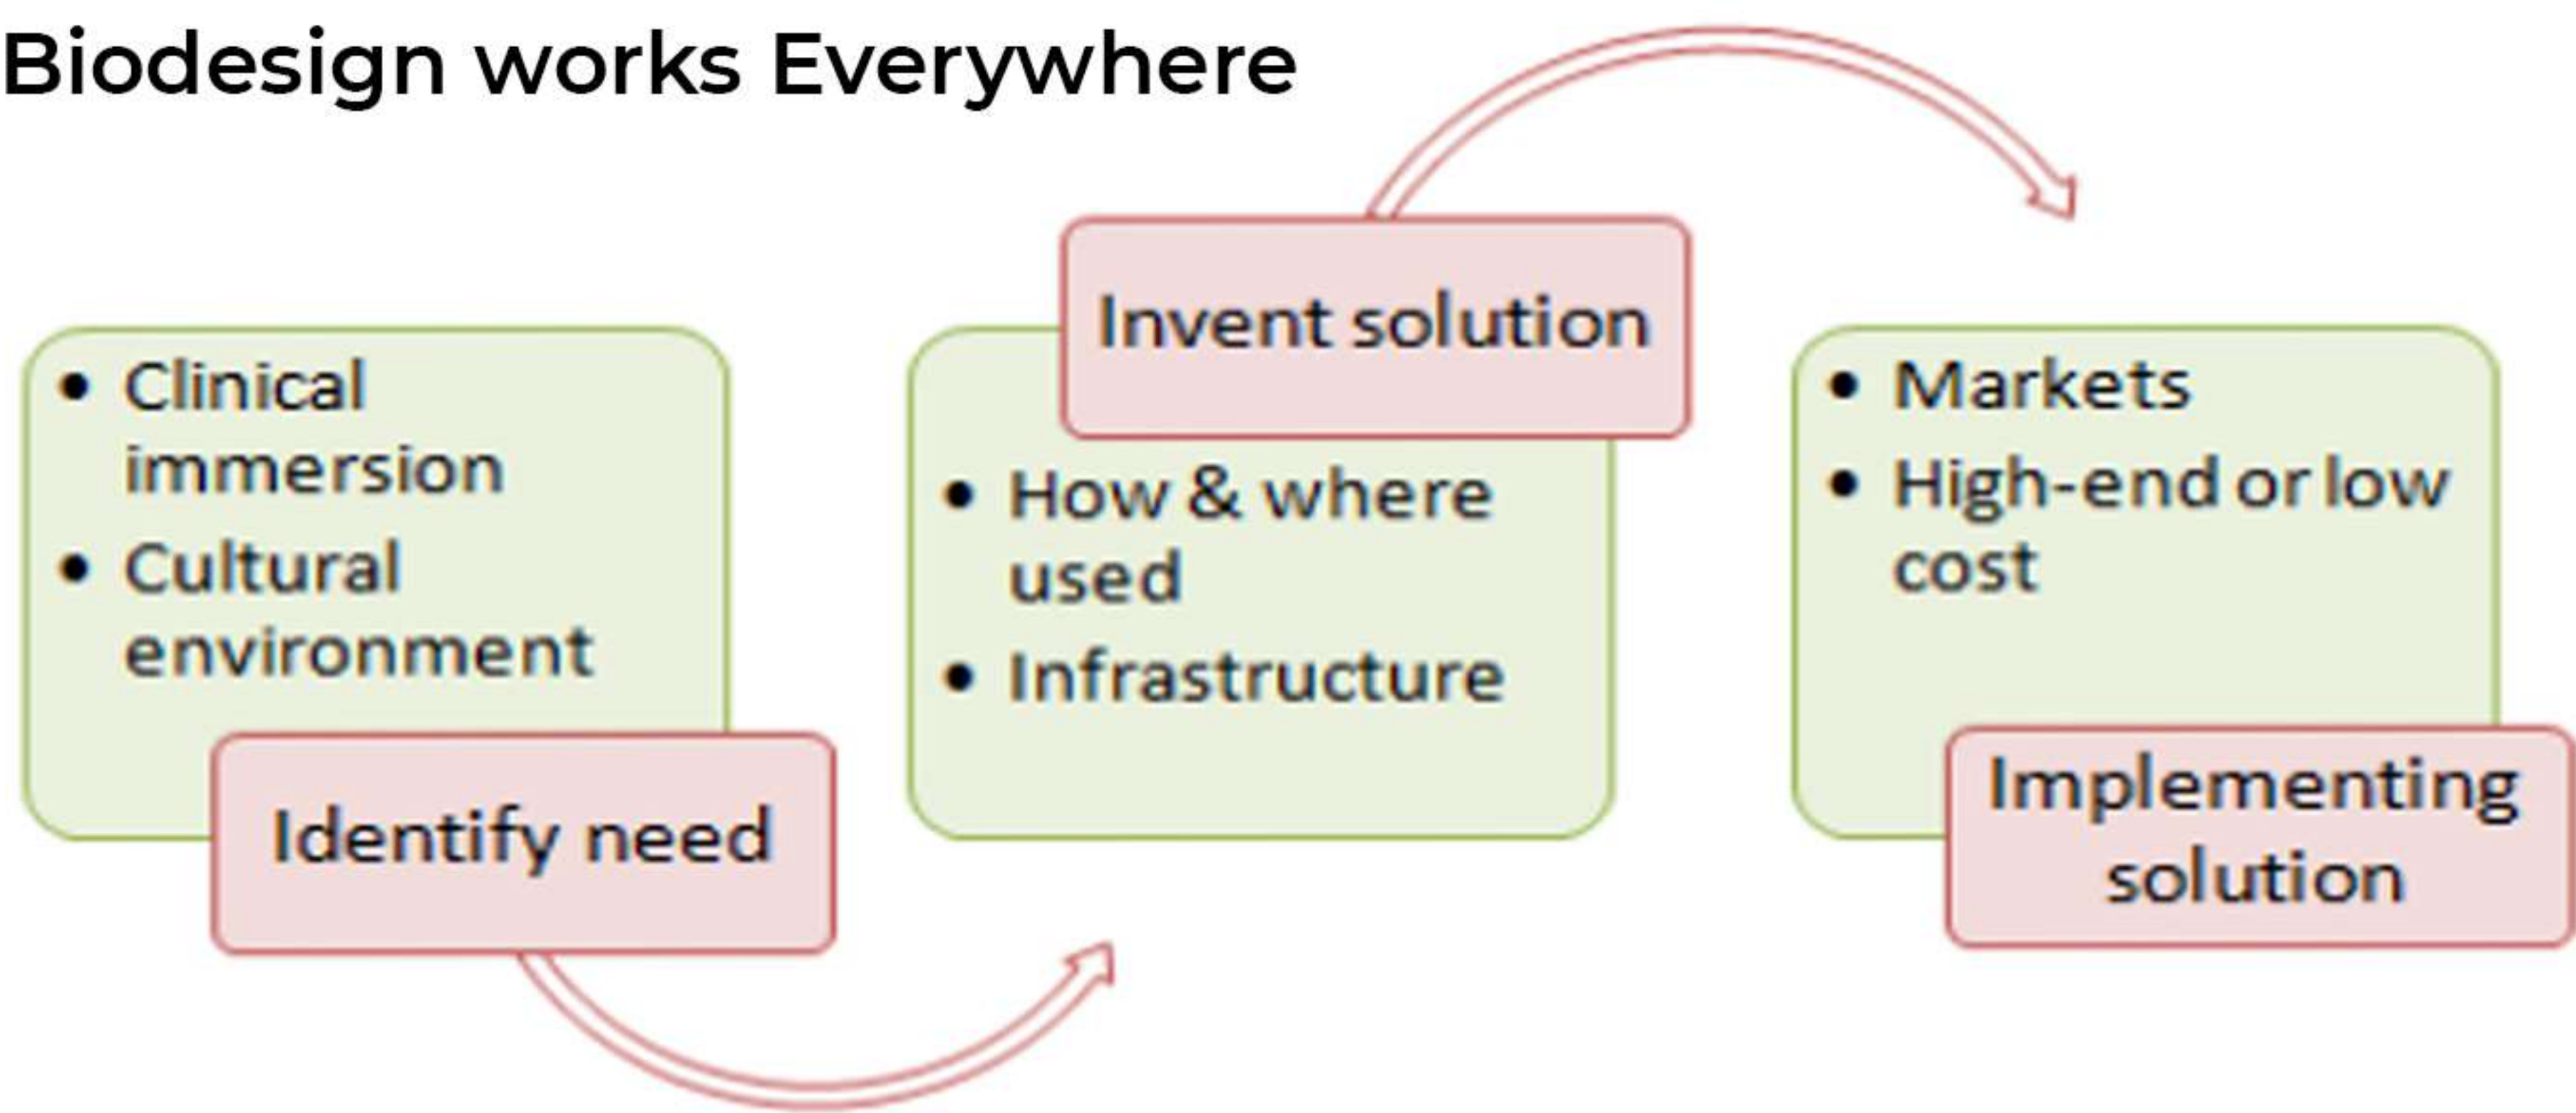 Biodesign works Everywhere
• Clinical
immersion
• Cultural
environment
Identify need
Invent solution
• How & where
used
• Infrastructure
• Markets
• High-end or low
cost
Implementing
solution